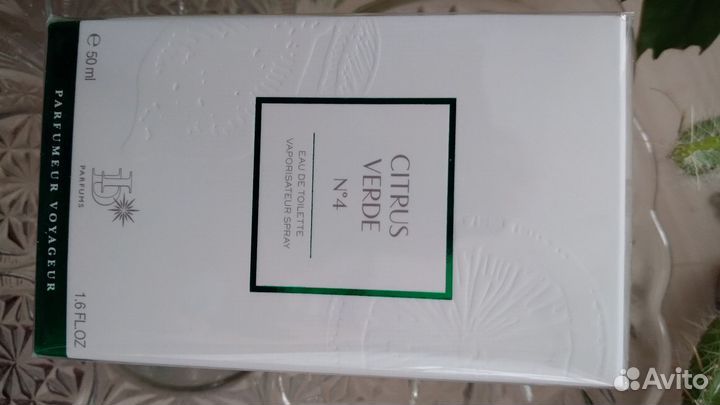 CITRUS
VERDE
N°4
EAU DE TOILETTE
VAPORISATEUR SPRAY
PARFUMS
e 50 ml
1.6 FL.OZ
PARFUMEUR VOYAGEUR
Avito